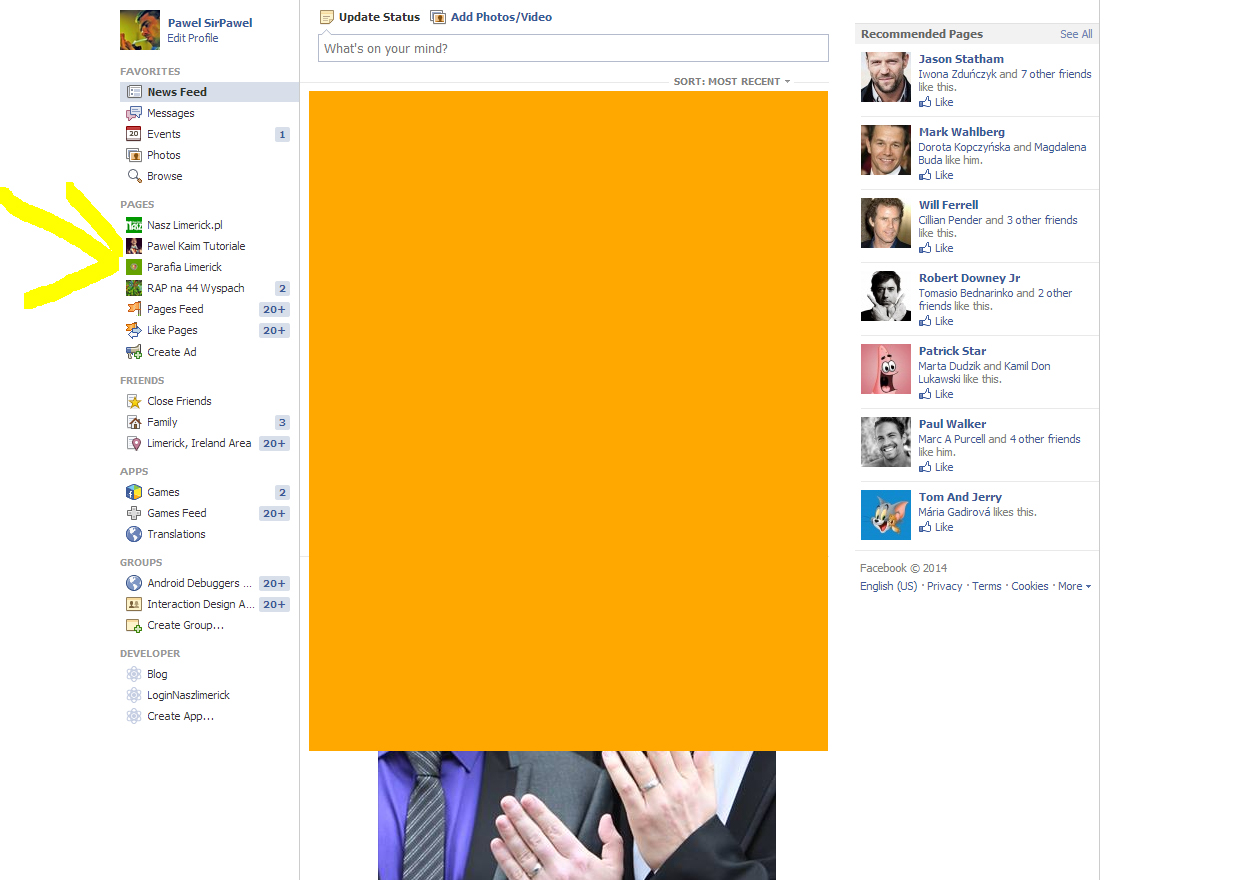 Pawel SirPawel
Edit Profile
FAVORITES
News Feed
Messages
Events 1
Photos
Browse
PAGES
Nasz Limerick.pl
Pawel Kaim Tutoriale
Parafia Limerick
RAP na 44 Wyspach 2
Pages Feed 20+
Like Pages 20+
Create Ad
FRIENDS
Close Friends
Family 3
Limerick, Ireland Area 20+
APPS
Games 2
Games Feed 20+
Translations
GROUPS
Android Debuggers ... 20+
Interaction Design A... 20+
Create Group...
DEVELOPER
Blog
LoginNaszlimerick
Create App...
Update Status Add Photos/Video
What's on your mind?
SORT: MOST RECENT
Recommended Pages See All
Jason Statham
Iwona Zduńczyk and 7 other friends
like this.
Like
Mark Wahlberg
Dorota Kopczyńska and Magdalena
Buda like him.
Like
Will Ferrell
Cillian Pender and 3 other friends
like this.
Like
Robert Downey Jr
Tomasio Bednarinko and 2 other
friends like this.
Like
Patrick Star
Marta Dudzik and Kamil Don
Lukawski like this.
Like
Paul Walker
Marc A Purcell and 4 other friends
like him.
Like
Tom And Jerry
Mária Gadirová likes this.
Like
Facebook © 2014
English (US) · Privacy · Terms · Cookies · More